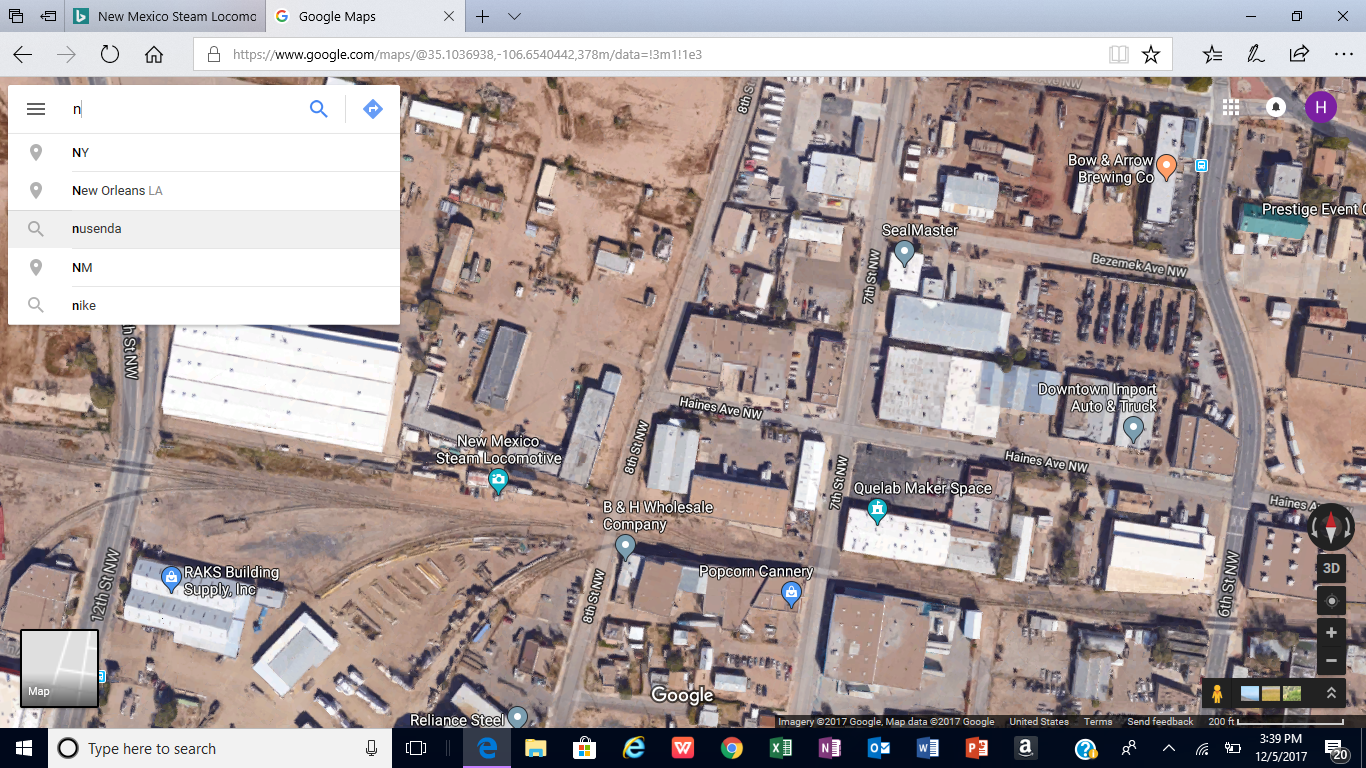 New Mexico Steam Locomo
Google Maps
https://www.google.com/maps/@35.1036938,-106.6540442,378m/data=!3m1!1e3
n
H
NY
New Orleans LA
nusenda
NM
nike
8th S
Haines Ave NW
Bow & Arrow
Brewing Co
Prestige Event C
SealMaster
Bezemek Ave NW
7th St NW
h St NW
Downtown Import
Auto & Truck
Haines Ave NW
New Mexico
Steam Locomotive
8th St NW
Haines Ave NW
7th St NW
Quelab Maker Space
Haines A
B & H Wholesale
Company
RAKS Building
Supply, Inc
12th St NW
8th St NW
Popcorn Cannery
6th St NW
3D
Map
Google
Reliance Steel
Imagery ©2017 Google, Map data ©2017 Google United States Terms Send feedback 200 ft
Type here to search
3:39 PM
12/5/2017
20